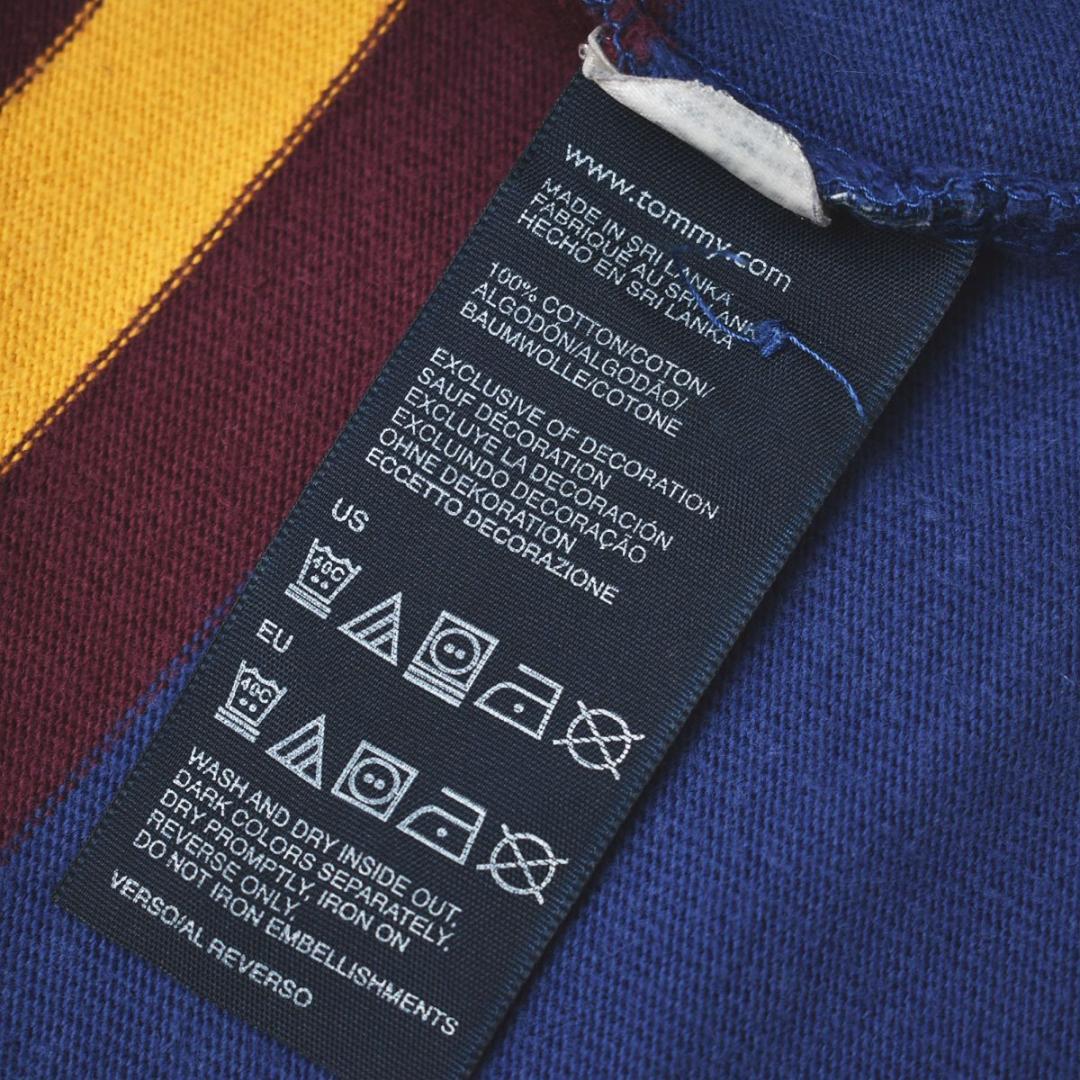 www.tommy.com
MADE IN SRI LANKA
FABRIQUÉ AU SRI LANKA
HECHO EN SRI LANKA
100% COTTON/COTON/
ALGODÓN/ALGODÃO/
BAUMWOLLE/COTONE
EXCLUSIVE OF DECORATION
SAUF DÉCORATION
EXCLUYE LA DECORACIÓN
EXCLUINDO DECORAÇÃO
OHNE DEKORATION
ECCETTO DECORAZIONE
US
40C
EU
40C
WASH AND DRY INSIDE OUT,
DARK COLORS SEPARATELY.
DRY PROMPTLY, IRON ON
REVERSE ONLY.
DO NOT IRON EMBELLISHMENTS
VERSO/AL REVERSO